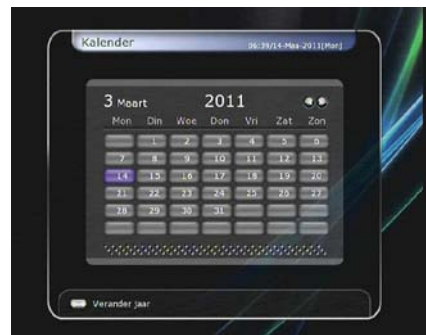 Kalender 06:39/14-Maa-2011[Mon]
3 Maart 2011
Mon Din Woe Don Vri Zat Zon
1 2 3 4 5 6
7 8 9 10 11 12 13
14 15 16 17 18 19 20
21 22 23 24 25 26 27
28 29 30 31
Verander jaar